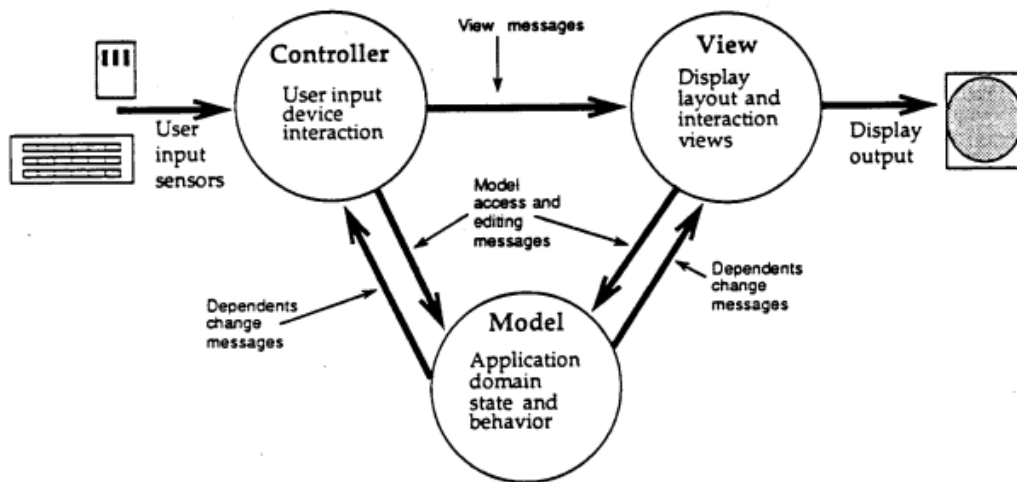 View messages
Controller
User input
device
interaction
View
Display
layout and
interaction
views
User
input
sensors
Display
output
Model
access and
editing
messages
Dependents
change
messages
Dependents
change
messages
Model
Application
domain
state and
behavior